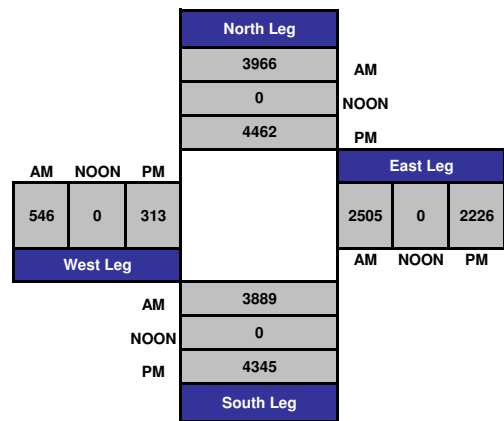 North Leg
3966 AM
0 NOON
4462 PM
AM NOON PM East Leg
546 0 313 2505 0 2226
West Leg AM NOON PM
AM 3889
NOON 0
PM 4345
South Leg